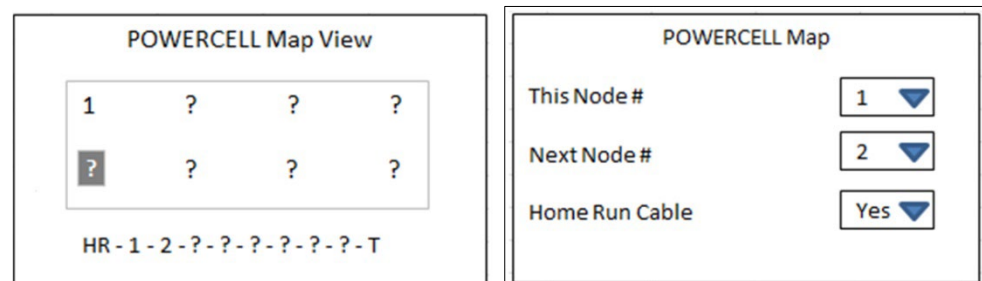 POWERCELL Map View
1 ? ? ?
? ? ? ?
HR - 1 - 2 - ? - ? - ? - ? - ? - ? - T
POWERCELL Map
This Node # 1
Next Node # 2
Home Run Cable Yes